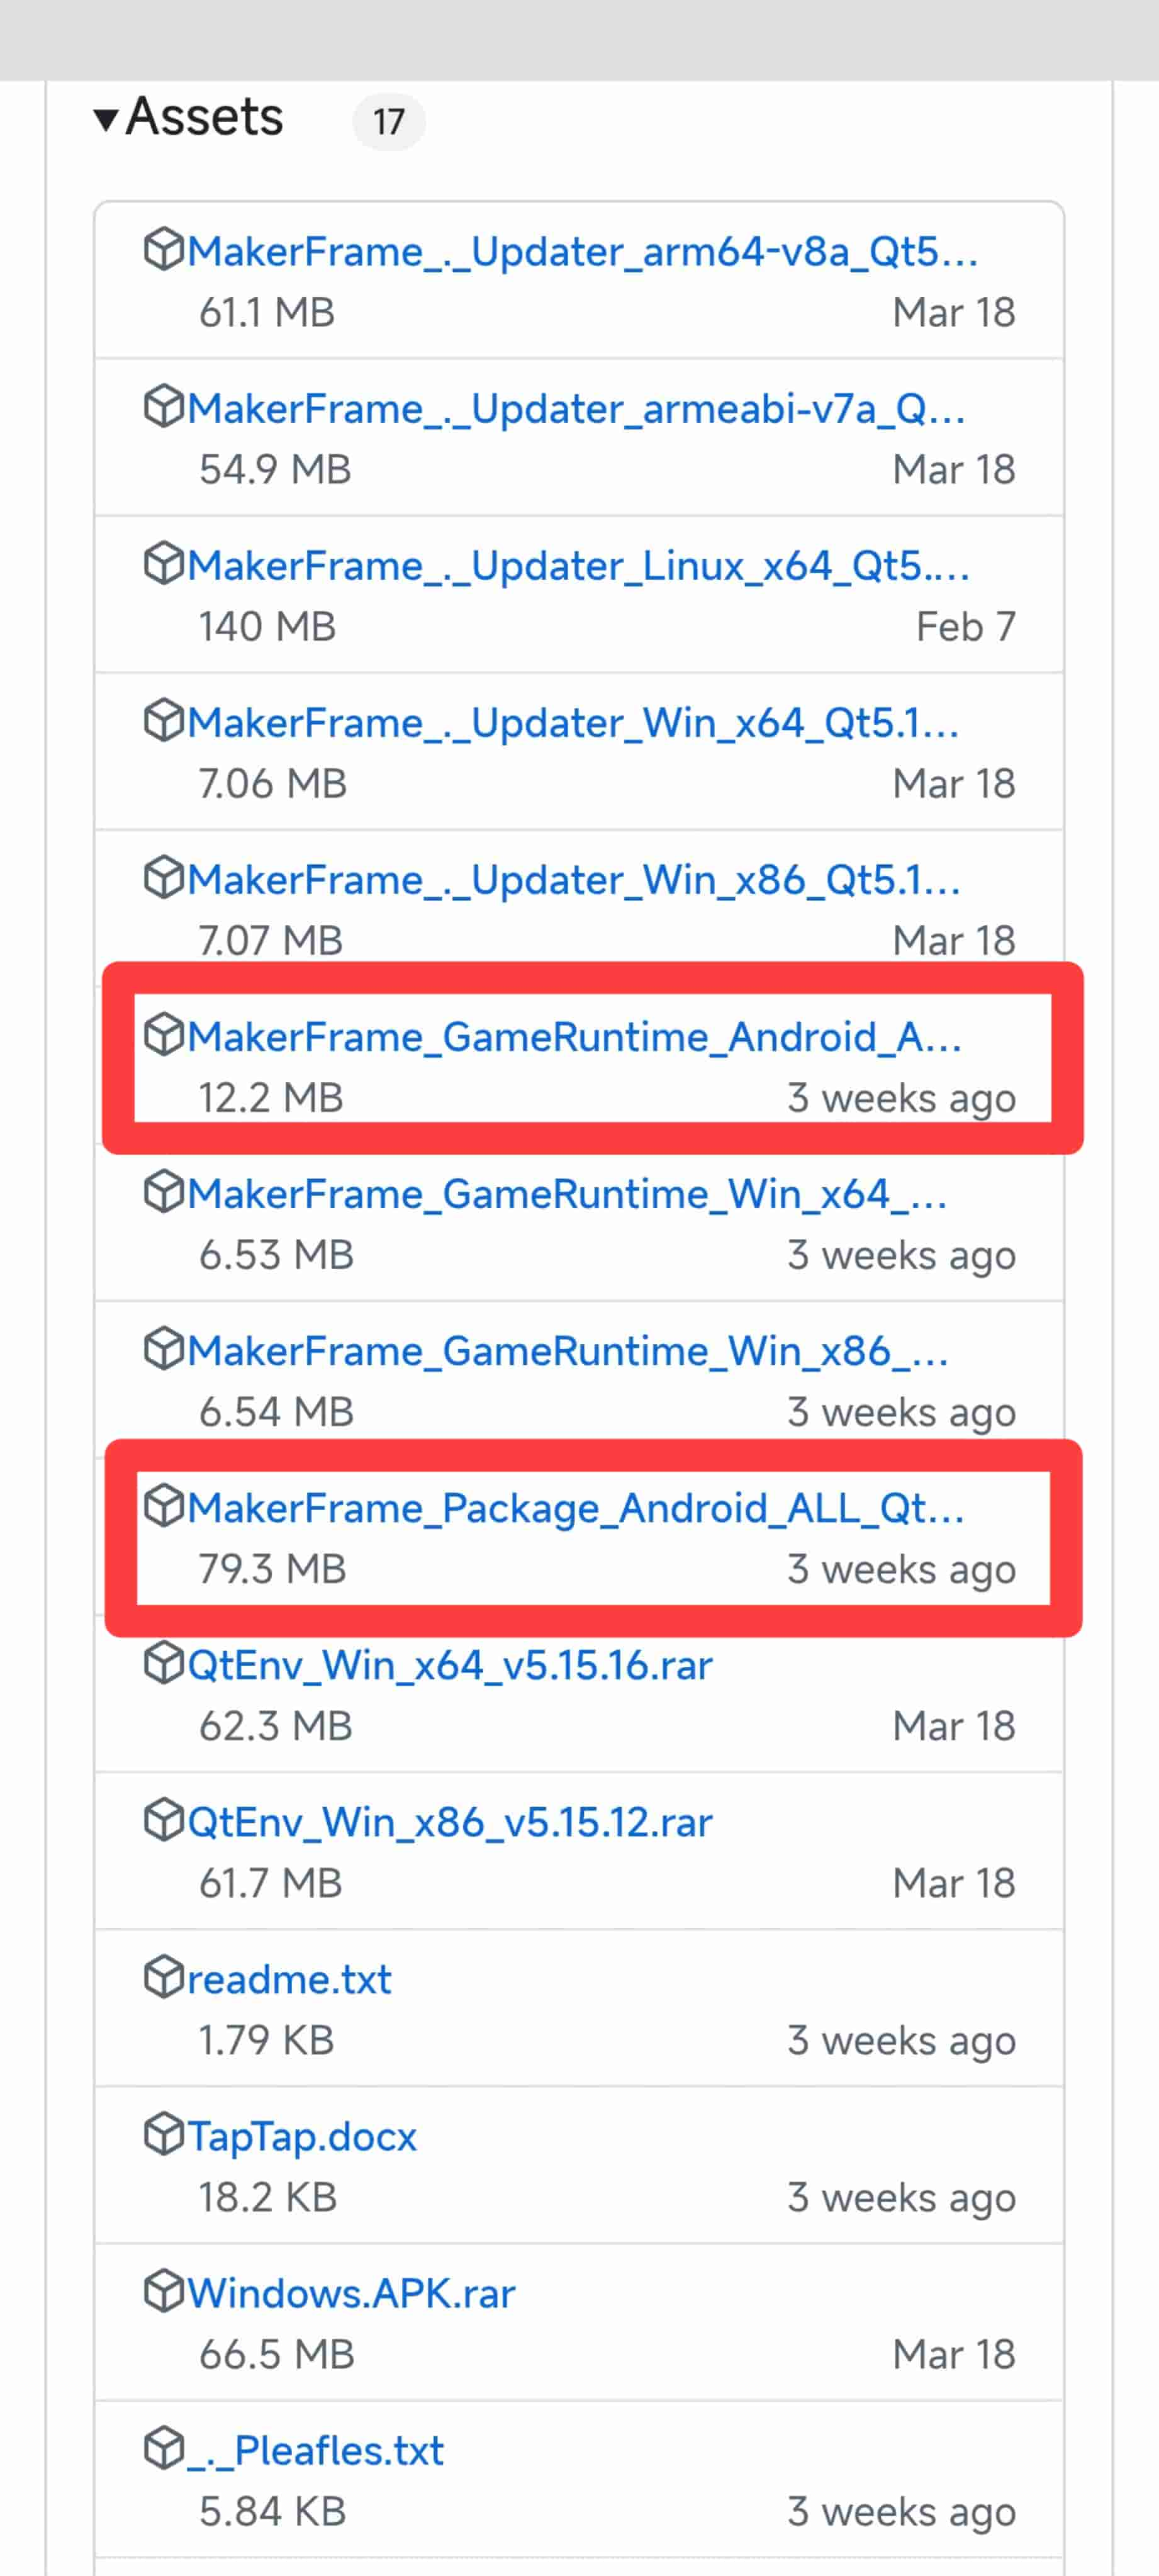 ▼Assets 17
MakerFrame_._Updater_arm64-v8a_Qt5...
61.1 MB Mar 18
MakerFrame_._Updater_armeabi-v7a_Q...
54.9 MB Mar 18
MakerFrame_._Updater_Linux_x64_Qt5....
140 MB Feb 7
MakerFrame_._Updater_Win_x64_Qt5.1...
7.06 MB Mar 18
MakerFrame_._Updater_Win_x86_Qt5.1...
7.07 MB Mar 18
MakerFrame_GameRuntime_Android_A...
12.2 MB 3 weeks ago
MakerFrame_GameRuntime_Win_x64_...
6.53 MB 3 weeks ago
MakerFrame_GameRuntime_Win_x86_...
6.54 MB 3 weeks ago
MakerFrame_Package_Android_ALL_Qt...
79.3 MB 3 weeks ago
QtEnv_Win_x64_v5.15.16.rar
62.3 MB Mar 18
QtEnv_Win_x86_v5.15.12.rar
61.7 MB Mar 18
readme.txt
1.79 KB 3 weeks ago
TapTap.docx
18.2 KB 3 weeks ago
Windows.APK.rar
66.5 MB Mar 18
_._Pleafles.txt
5.84 KB 3 weeks ago